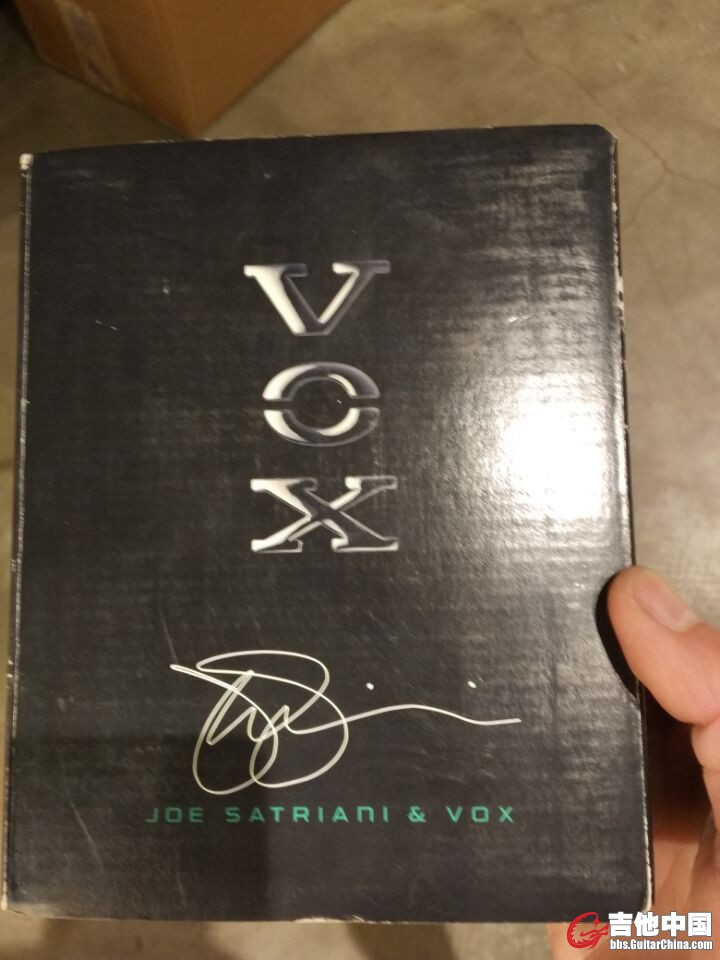 V
O
X
JOE SATRIANI & VOX
吉他中国
bbs.GuitarChina.com